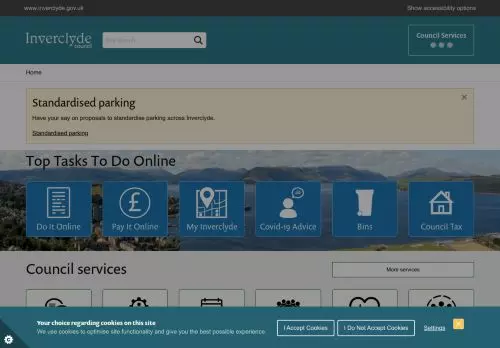 www.inverclyde.gov.uk
Show accessibility options
Inverclyde
council
Council Services
Home
Standardised parking
×
Have your say on proposals to standardise parking across Inverclyde.
Standardised parking
Top Tasks To Do Online
Do It Online
Pay It Online
My Inverclyde
Covid-19 Advice
Bins
Council Tax
Council services
More services
Your choice regarding cookies on this site
We use cookies to optimise site functionality and give you the best possible experience.
I Accept Cookies
I Do Not Accept Cookies
Settings